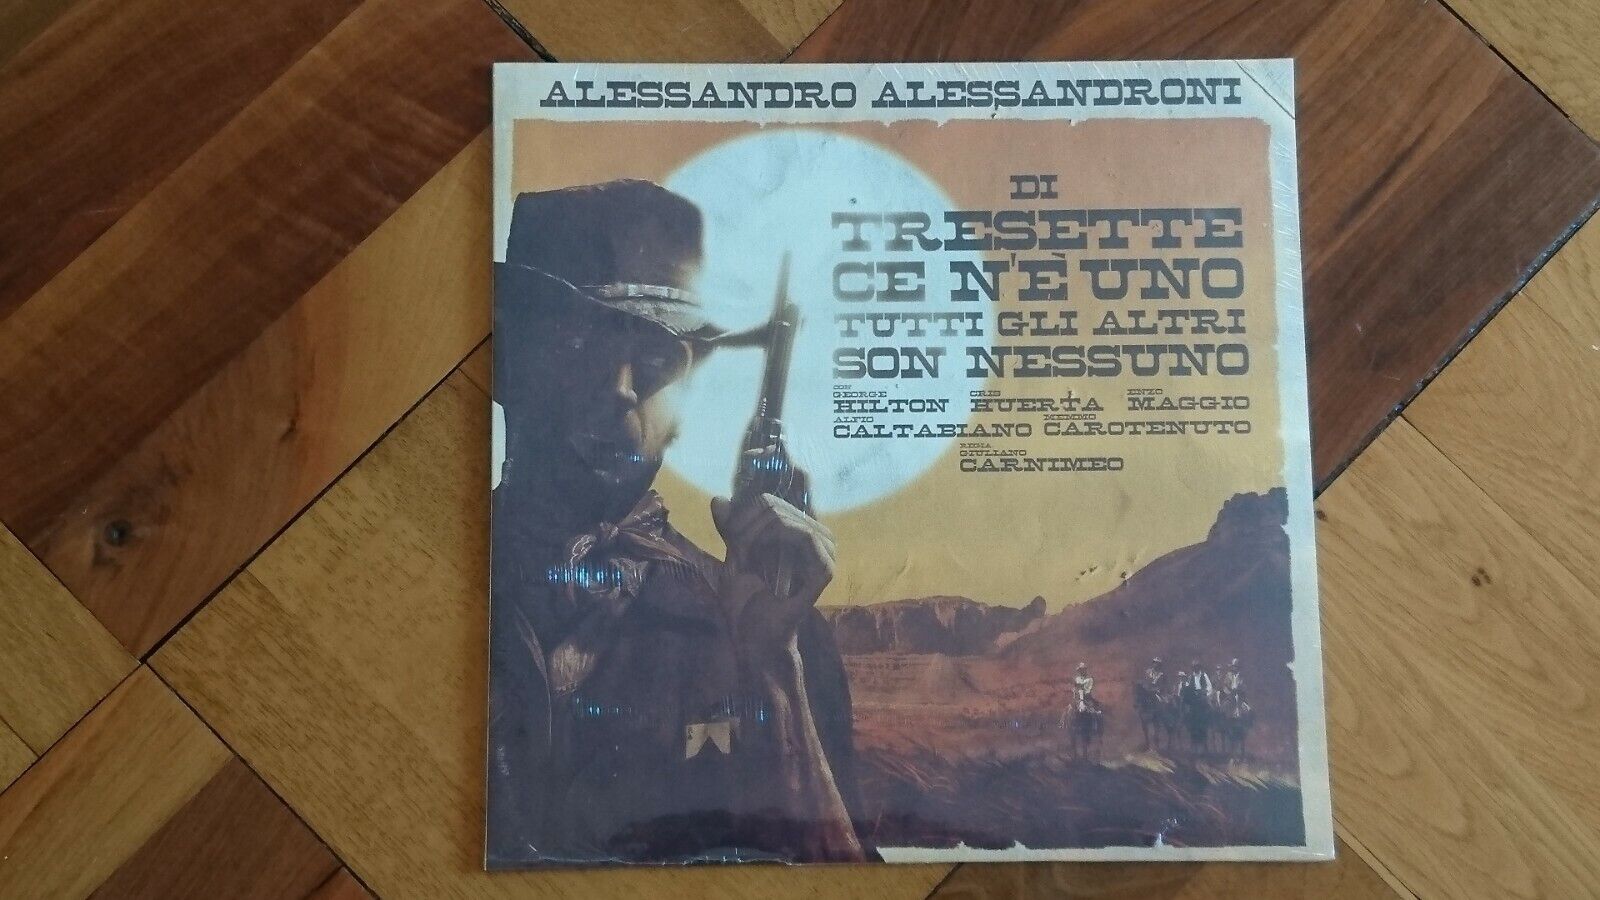 ALESSANDRO ALESSANDRONI
DI
TRESETTE
CE N'È UNO
TUTTI GLI ALTRI
SON NESSUNO
CON
GEORGE HILTON CRIS HUERTA ENZO MAGGIO
ALFIO CALTABIANO MEMMO CAROTENUTO
REGIA
GIULIANO
CARNIMEO